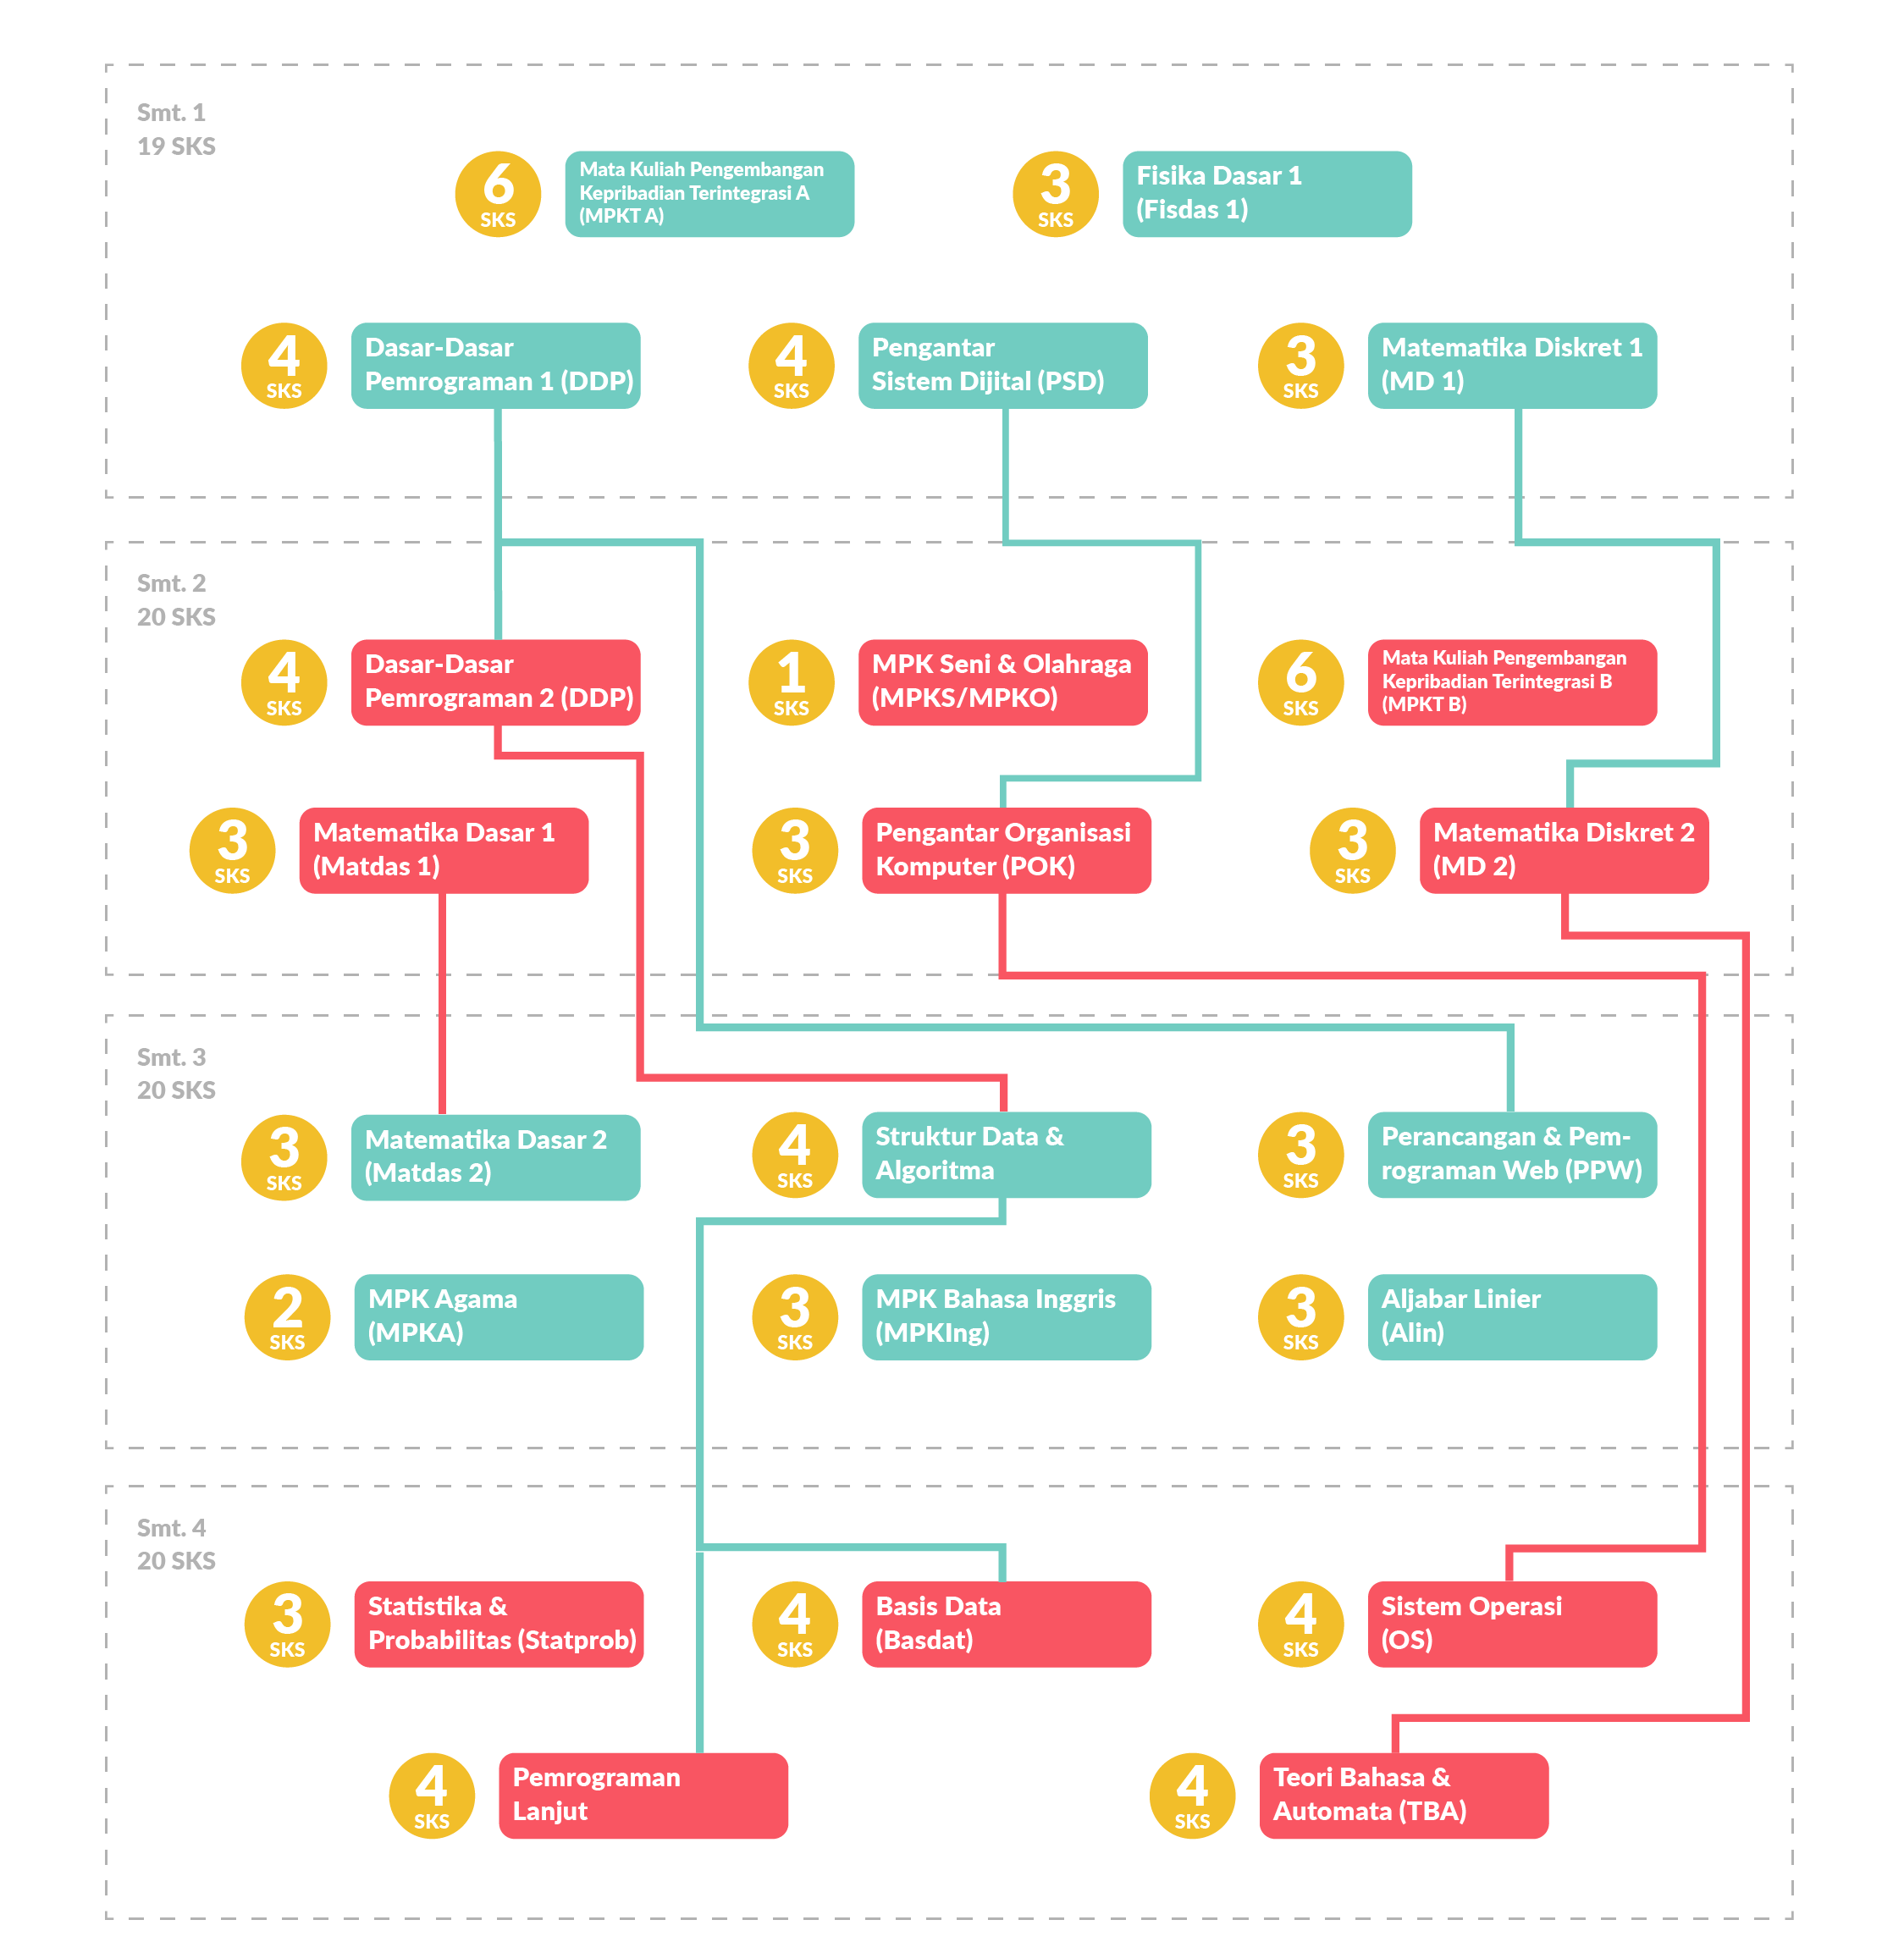 Smt. 1
19 SKS
6
SKS
Mata Kuliah Pengembangan
Kepribadian Terintegrasi A
(MPKT A)
3
SKS
Fisika Dasar 1
(Fisdas 1)
4
SKS
Dasar-Dasar
Pemrograman 1 (DDP)
4
SKS
Pengantar
Sistem Dijital (PSD)
3
SKS
Matematika Diskret 1
(MD 1)
Smt. 2
20 SKS
4
SKS
Dasar-Dasar
Pemrograman 2 (DDP)
1
SKS
MPK Seni & Olahraga
(MPKS/MPKO)
6
SKS
Mata Kuliah Pengembangan
Kepribadian Terintegrasi B
(MPKT B)
3
SKS
Matematika Dasar 1
(Matdas 1)
3
SKS
Pengantar Organisasi
Komputer (POK)
3
SKS
Matematika Diskret 2
(MD 2)
Smt. 3
20 SKS
3
SKS
Matematika Dasar 2
(Matdas 2)
4
SKS
Struktur Data &
Algoritma
3
SKS
Perancangan & Pem-
rograman Web (PPW)
2
SKS
MPK Agama
(MPKA)
3
SKS
MPK Bahasa Inggris
(MPKIng)
3
SKS
Aljabar Linier
(Alin)
Smt. 4
20 SKS
3
SKS
Statistika &
Probabilitas (Statprob)
4
SKS
Basis Data
(Basdat)
4
SKS
Sistem Operasi
(OS)
4
SKS
Pemrograman
Lanjut
4
SKS
Teori Bahasa &
Automata (TBA)